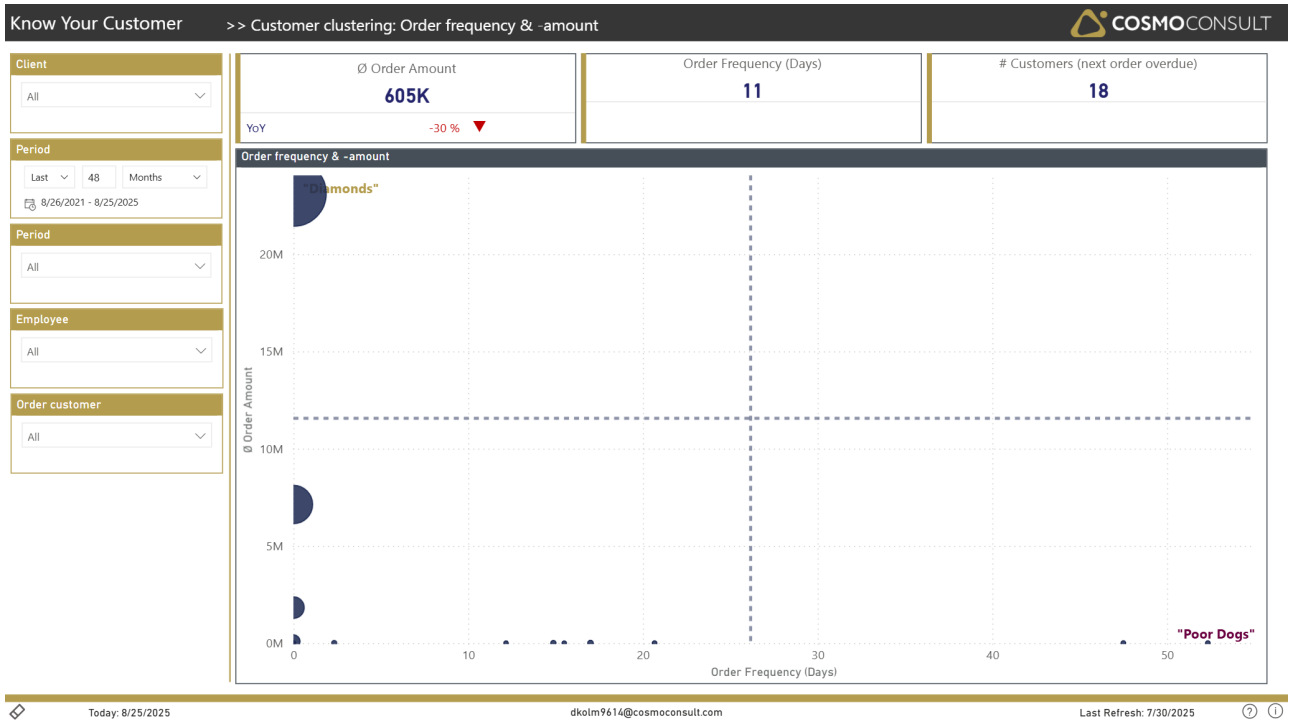 Know Your Customer
>> Customer clustering: Order frequency & -amount
COSMOCONSULT
Client
All
Period
Last
48
Months
8/26/2021 - 8/25/2025
Period
All
Employee
All
Order customer
All
Ø Order Amount
605K
YoY
-30 %
Order Frequency (Days)
11
# Customers (next order overdue)
18
Order frequency & -amount
"Diamonds"
20M
15M
10M
5M
0M
Ø Order Amount
"Poor Dogs"
0
10
20
30
40
50
Order Frequency (Days)
Today: 8/25/2025
dkolm9614@cosmoconsult.com
Last Refresh: 7/30/2025
?
i